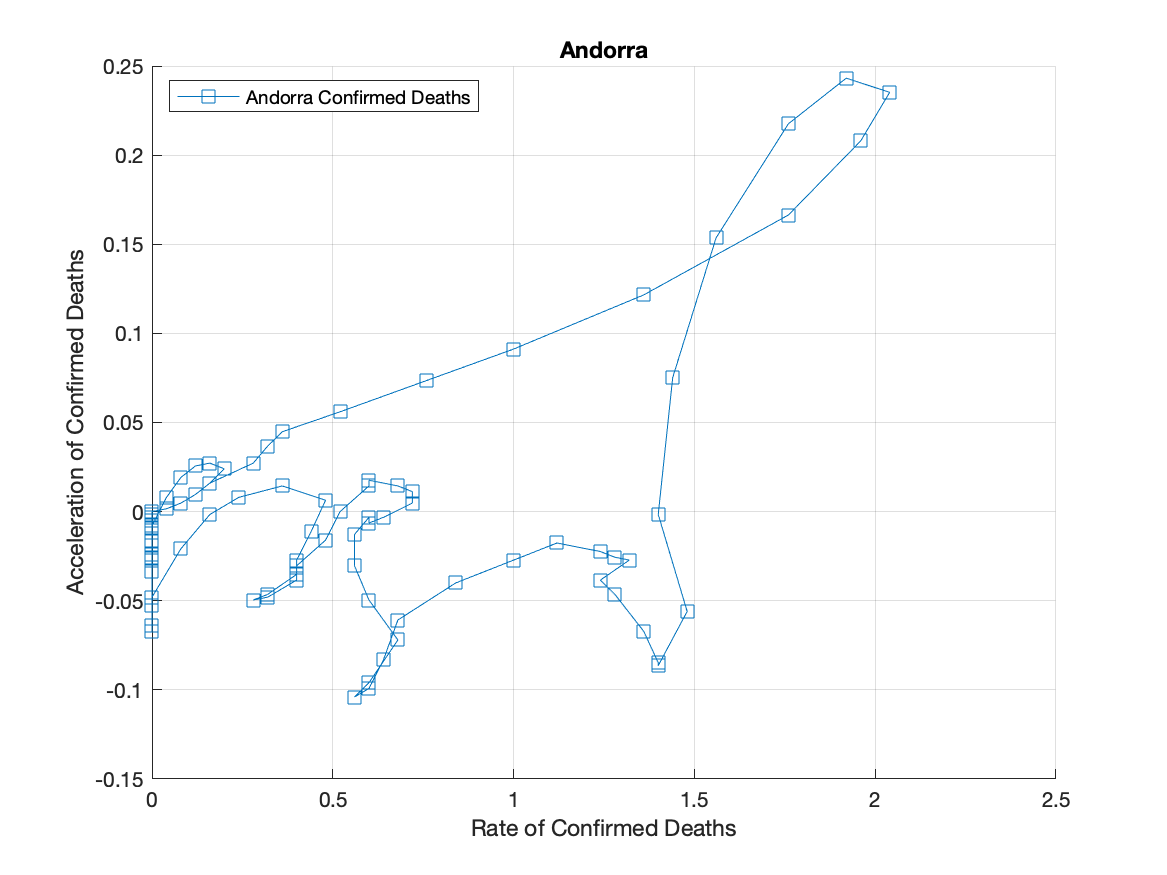 Andorra
Andorra Confirmed Deaths
0.25
0.2
0.15
0.1
0.05
0
-0.05
-0.1
-0.15
Acceleration of Confirmed Deaths
0 0.5 1 1.5 2 2.5
Rate of Confirmed Deaths